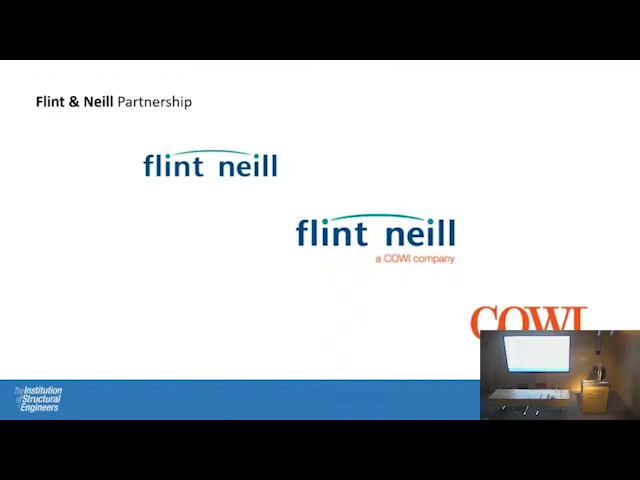 Flint & Neill Partnership
flint neill
flint neill
a COWI company
COWI
The Institution
of Structural
Engineers